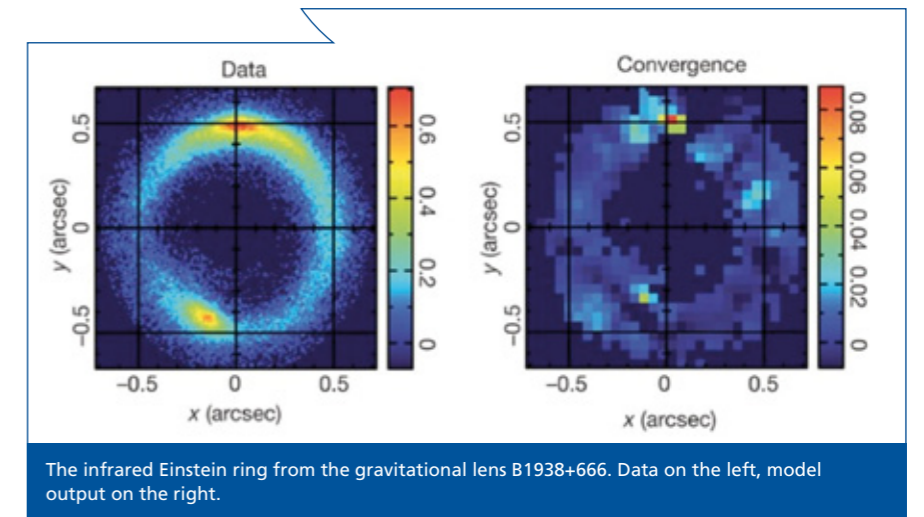 Data
0.5
0
−0.5
y (arcsec)
−0.5 0 0.5
x (arcsec)
0.6
0.4
0.2
0
Convergence
0.5
0
−0.5
y (arcsec)
−0.5 0 0.5
x (arcsec)
0.08
0.06
0.04
0.02
0
The infrared Einstein ring from the gravitational lens B1938+666. Data on the left, model
output on the right.